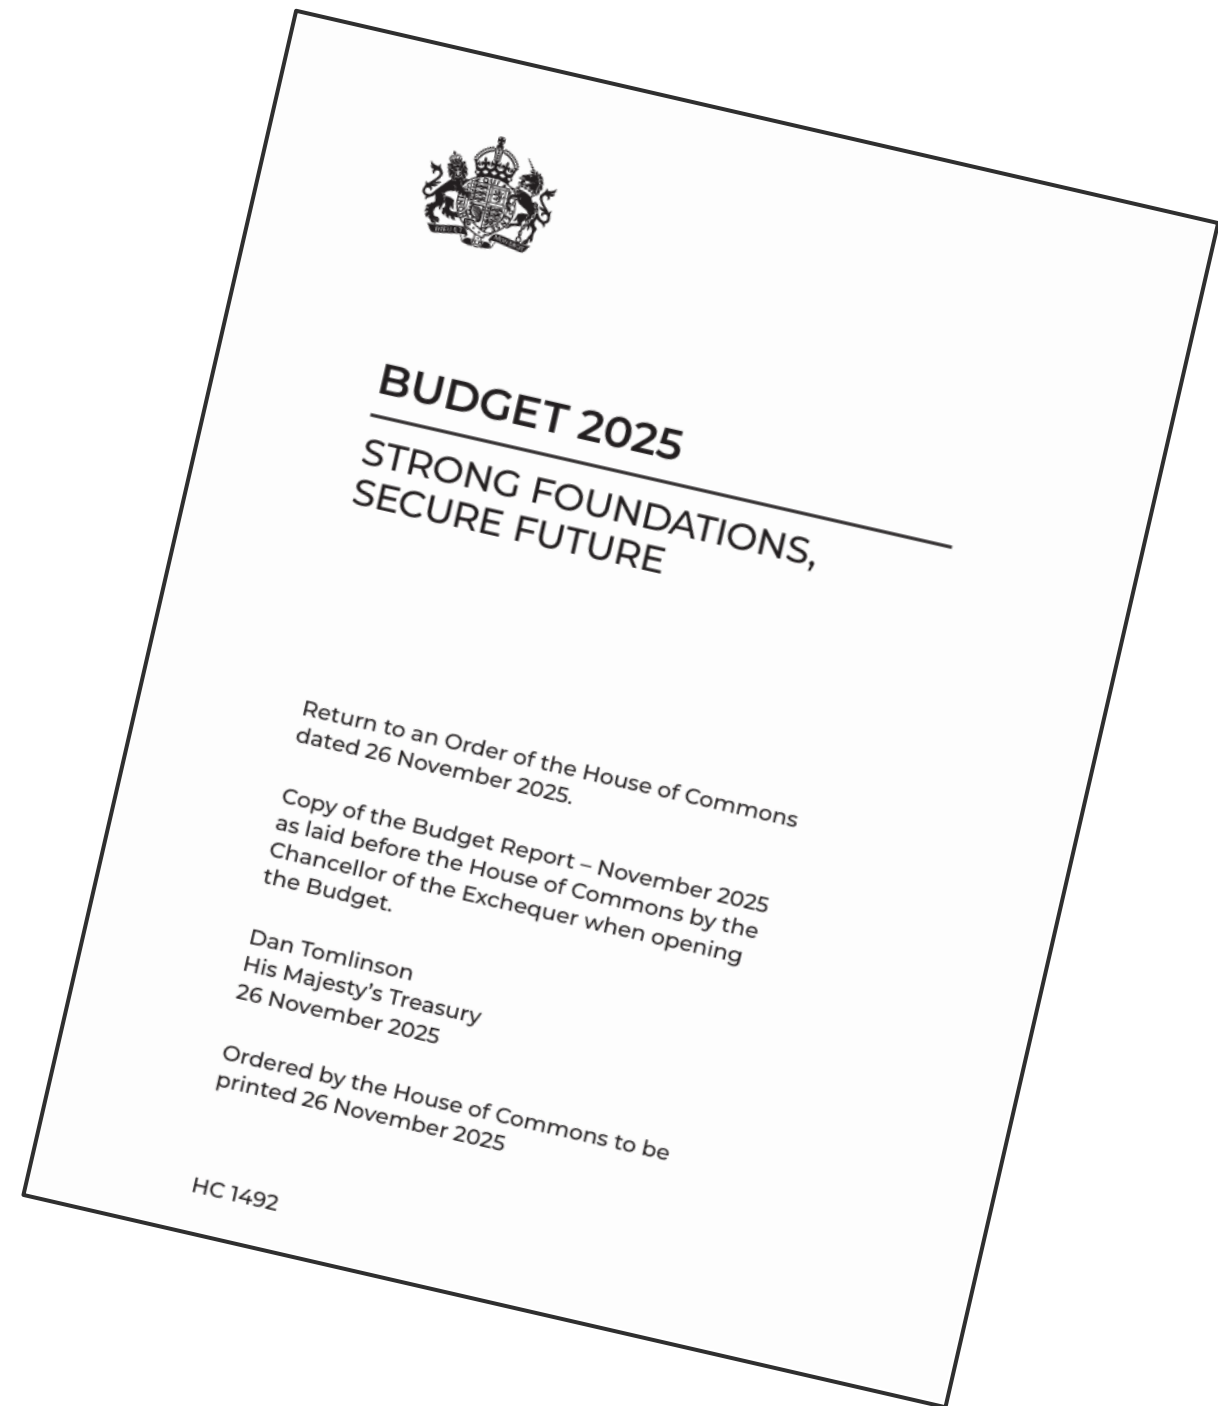 BUDGET 2025
STRONG FOUNDATIONS,
SECURE FUTURE
Return to an Order of the House of Commons
dated 26 November 2025.
Copy of the Budget Report – November 2025
as laid before the House of Commons by the
Chancellor of the Exchequer when opening
the Budget.
Dan Tomlinson
His Majesty’s Treasury
26 November 2025
Ordered by the House of Commons to be
printed 26 November 2025
HC 1492